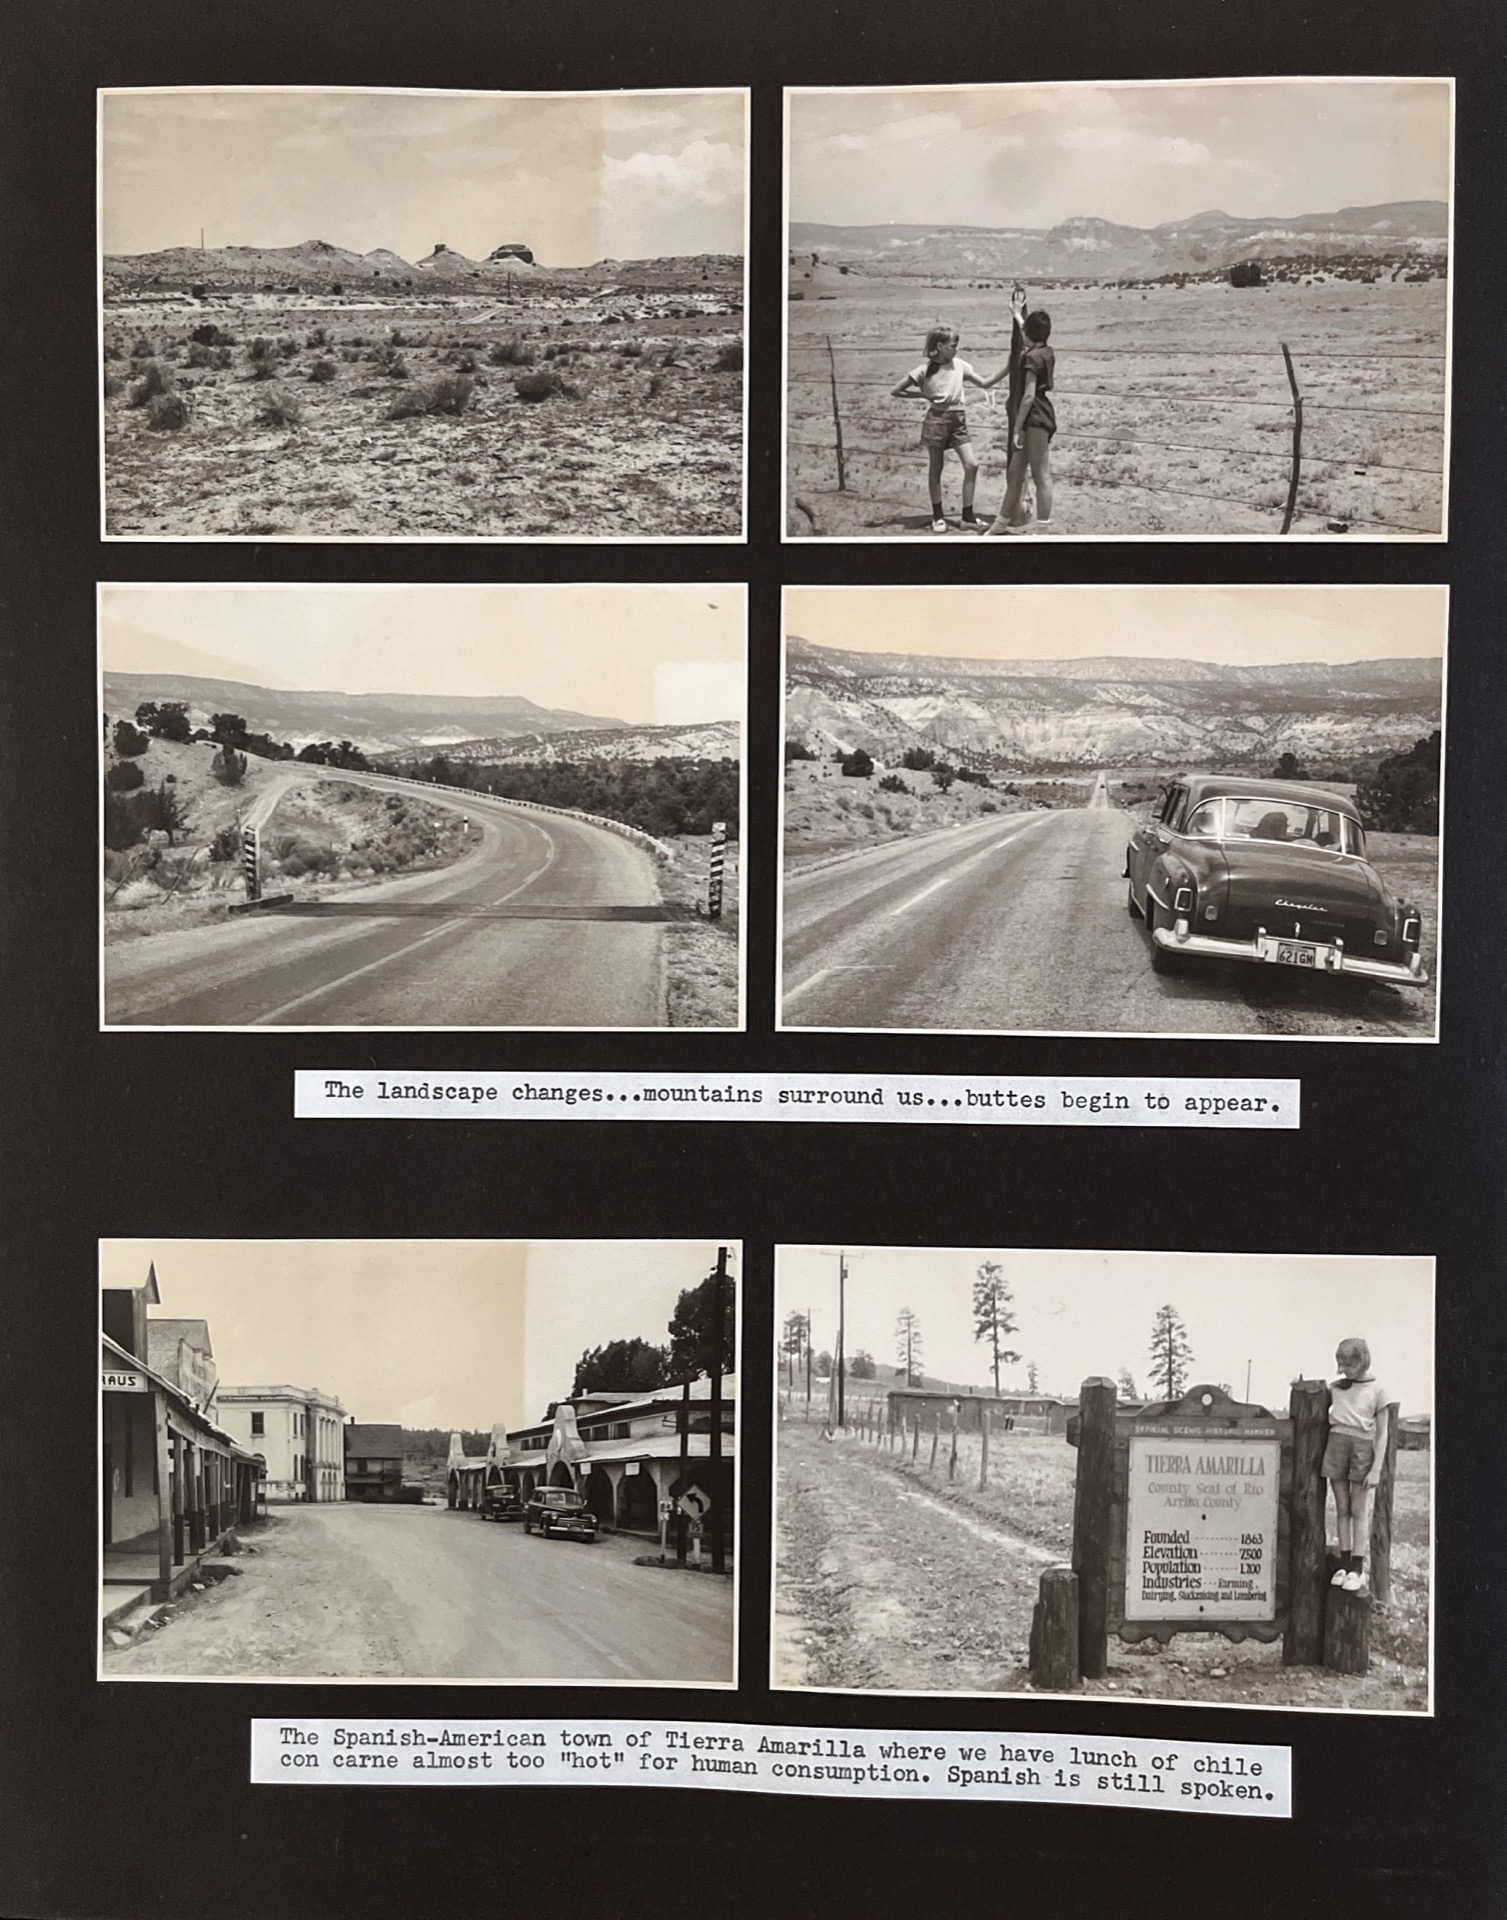 Chrysler
621GM
The landscape changes...mountains surround us...buttes begin to appear.
OFFICIAL SCENIC HISTORIC MARKER
TIERRA AMARILLA
County Seat of Rio
Arriba County
Founded -------- 1863
Elevation ------- 7500
Population ------ 1200
Industries --- Farming,
Dairying, Stockraising and Lumbering
The Spanish-American town of Tierra Amarilla where we have lunch of chile
con carne almost too "hot" for human consumption. Spanish is still spoken.